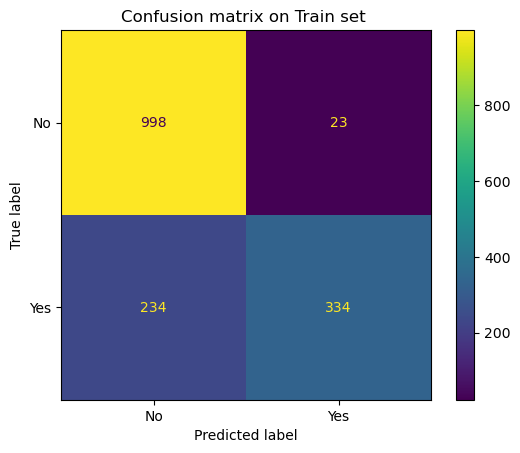 Confusion matrix on Train set
No
998
23
800
600
True label
400
Yes
234
334
200
No
Yes
Predicted label